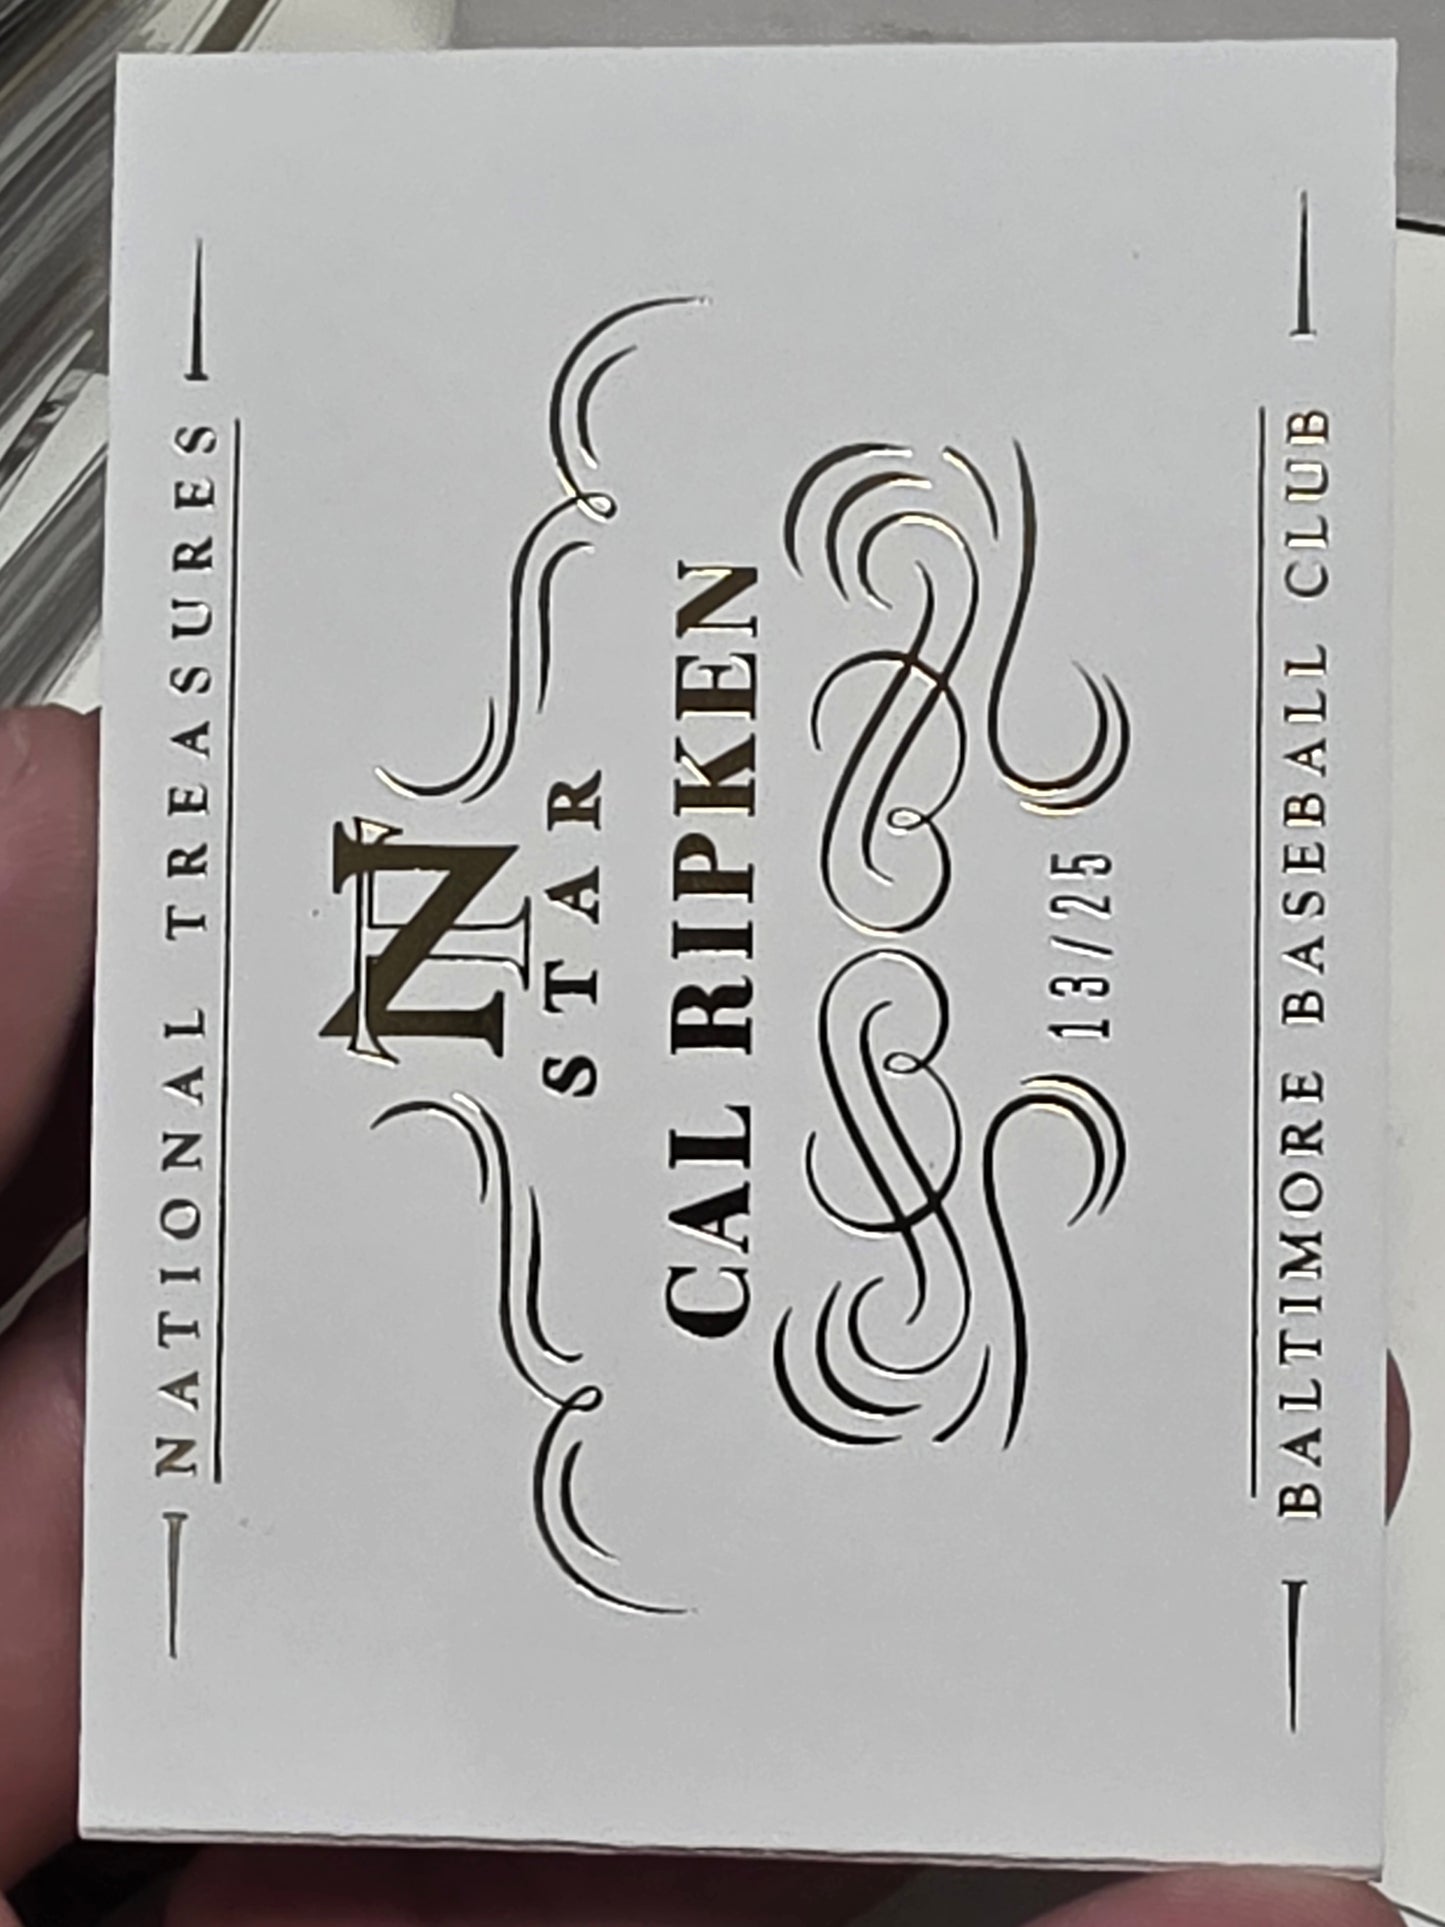 NATIONAL TREASURES
NT
STAR
CAL RIPKEN
13/25
BALTIMORE BASEBALL CLUB